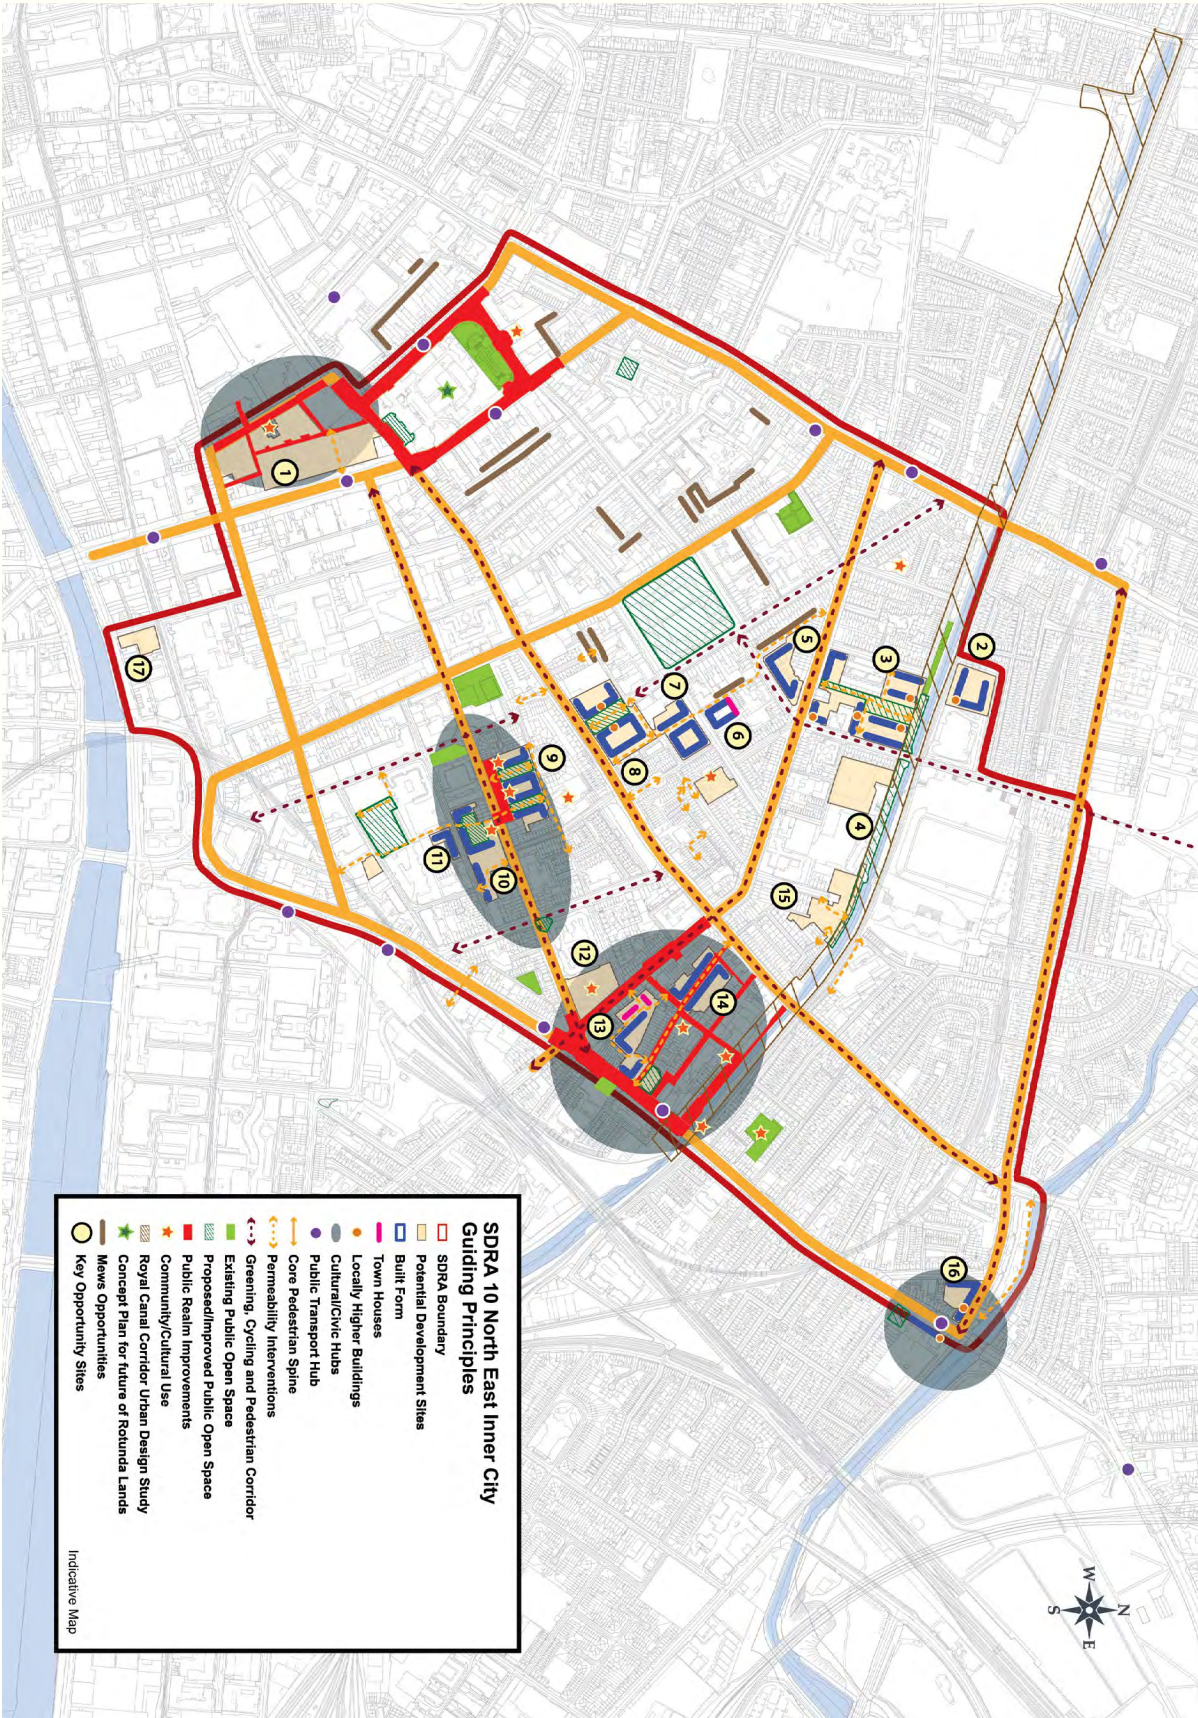 SDRA 10 North East Inner City
Guiding Principles
SDRA Boundary
Potential Development Sites
Built Form
Town Houses
Locally Higher Buildings
Cultural/Civic Hubs
Public Transport Hub
Core Pedestrian Spine
Permeability Interventions
Greening, Cycling and Pedestrian Corridor
Existing Public Open Space
Proposed/Improved Public Open Space
Public Realm Improvements
Community/Cultural Use
Royal Canal Corridor Urban Design Study
Concept Plan for future of Rotunda Lands
Mews Opportunities
Key Opportunity Sites
Indicative Map
N
W
E
S
1
2
3
4
5
6
7
8
9
10
11
12
13
14
15
16
17